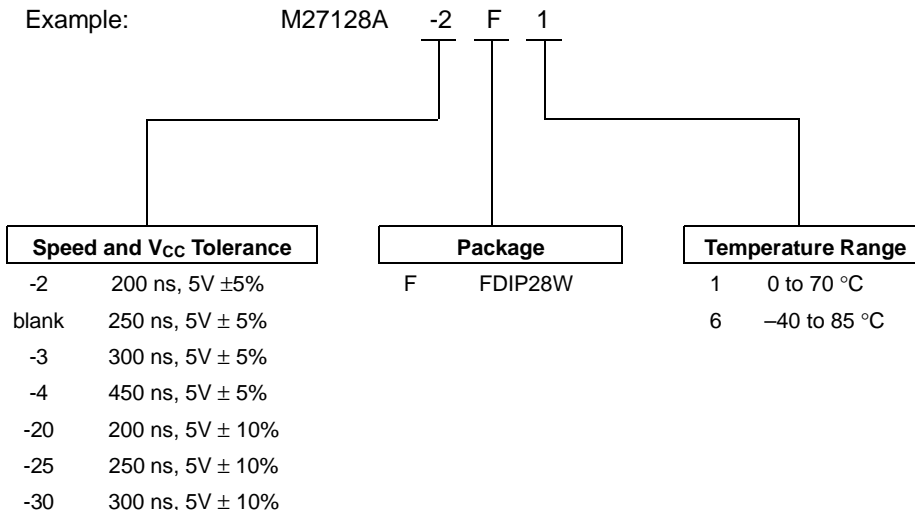 Example: M27128A -2 F 1
Speed and VCC Tolerance Package Temperature Range
-2 200 ns, 5V ±5% F FDIP28W 1 0 to 70 °C
blank 250 ns, 5V ± 5% 6 –40 to 85 °C
-3 300 ns, 5V ± 5%
-4 450 ns, 5V ± 5%
-20 200 ns, 5V ± 10%
-25 250 ns, 5V ± 10%
-30 300 ns, 5V ± 10%